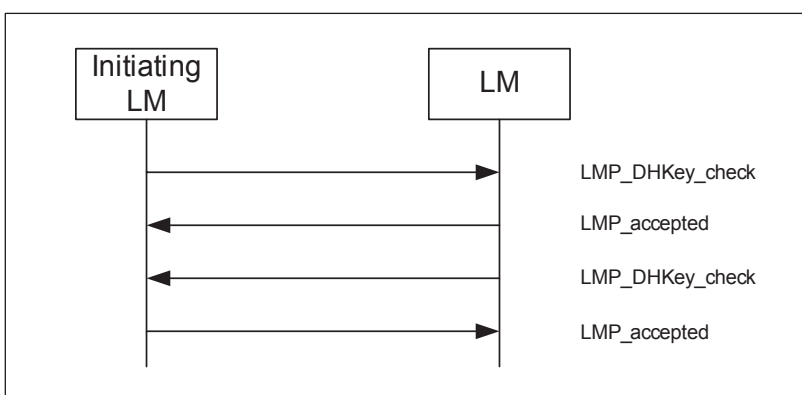 Initiating
LM
LM
LMP_DHKey_check
LMP_accepted
LMP_DHKey_check
LMP_accepted